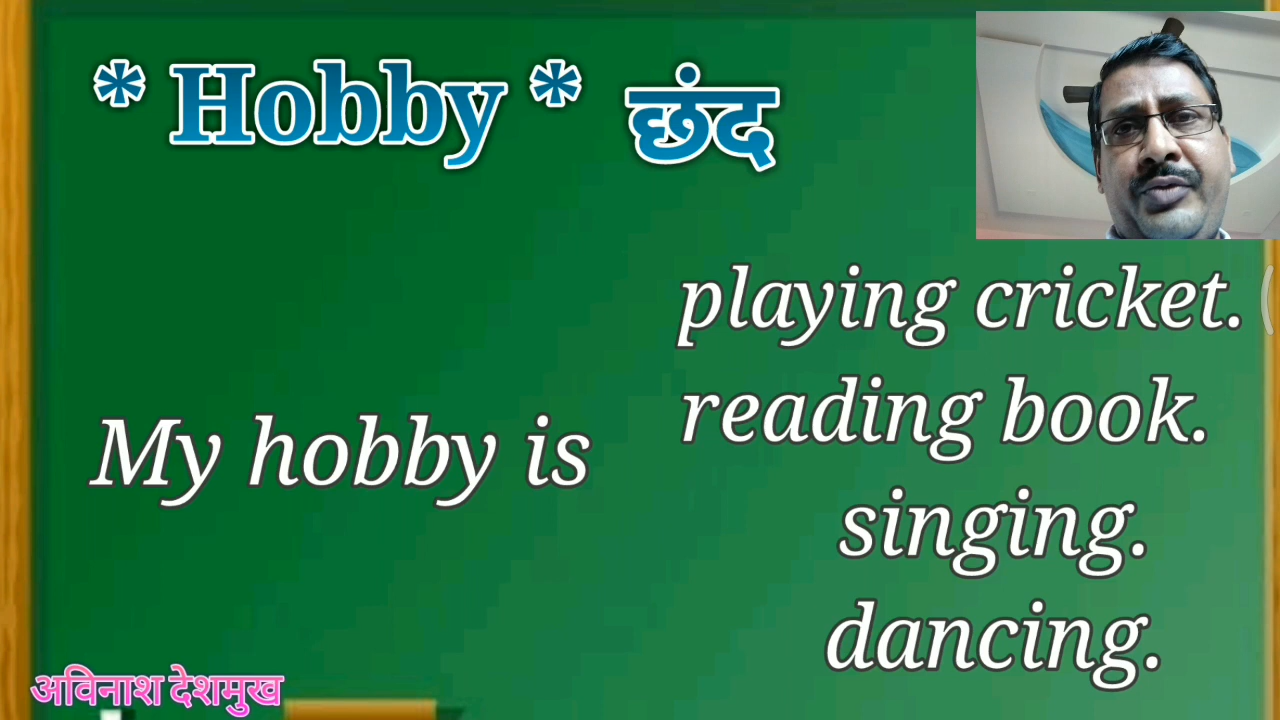 * Hobby * छंद
playing cricket.
reading book.
My hobby is
singing.
dancing.
अविनाश देशमुख